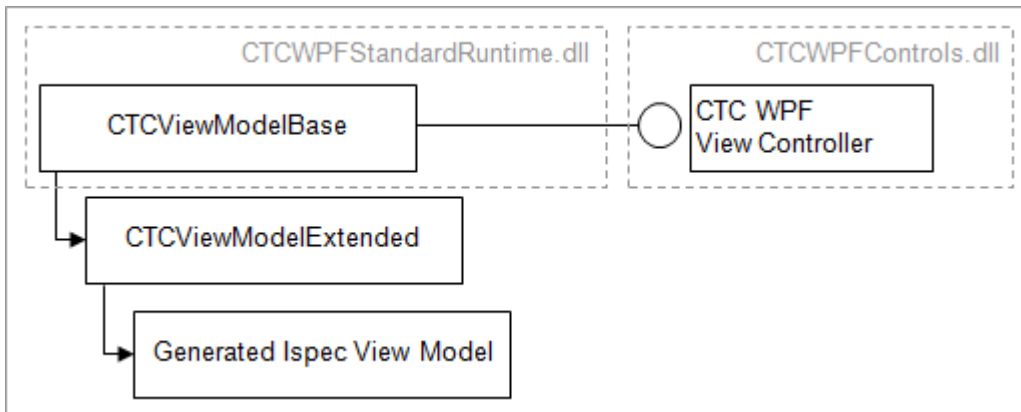 CTCWPFStandardRuntime.dll
CTCWPFControls.dll
CTCViewModelBase
CTC WPF
View Controller
CTCViewModelExtended
Generated Ispec View Model